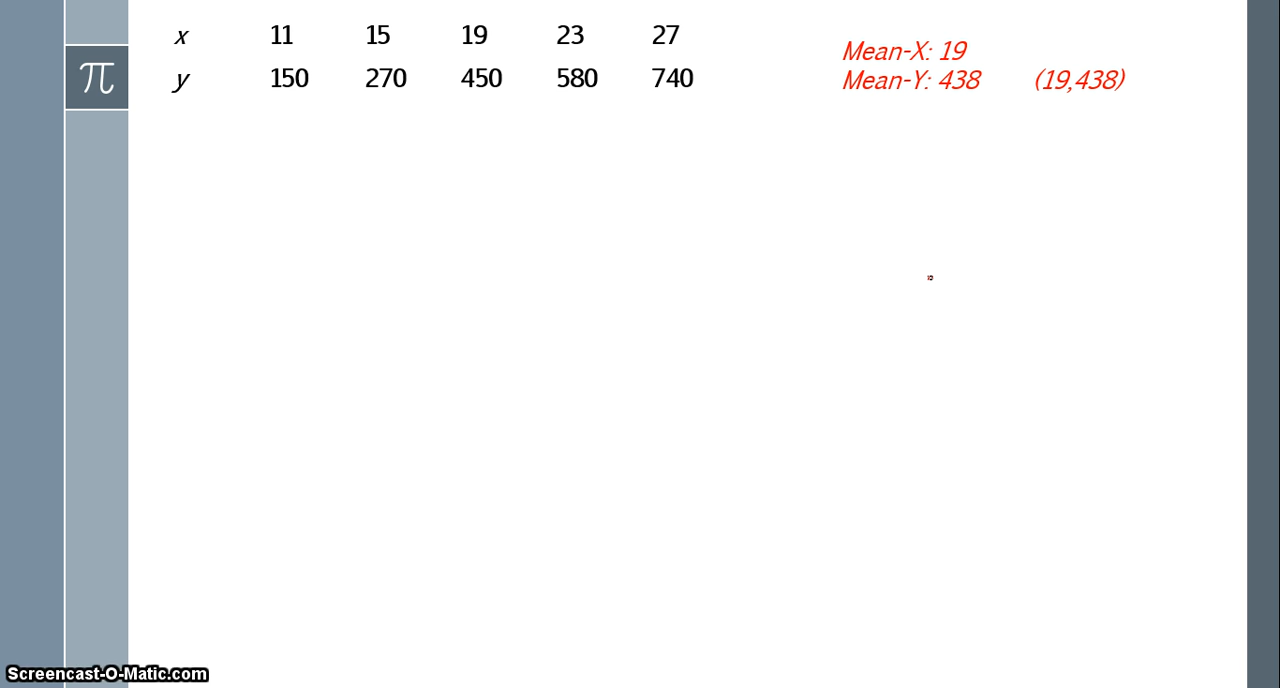 x 11 15 19 23 27
y 150 270 450 580 740
Mean-X: 19
Mean-Y: 438 (19,438)
π
Screencast-O-Matic.com